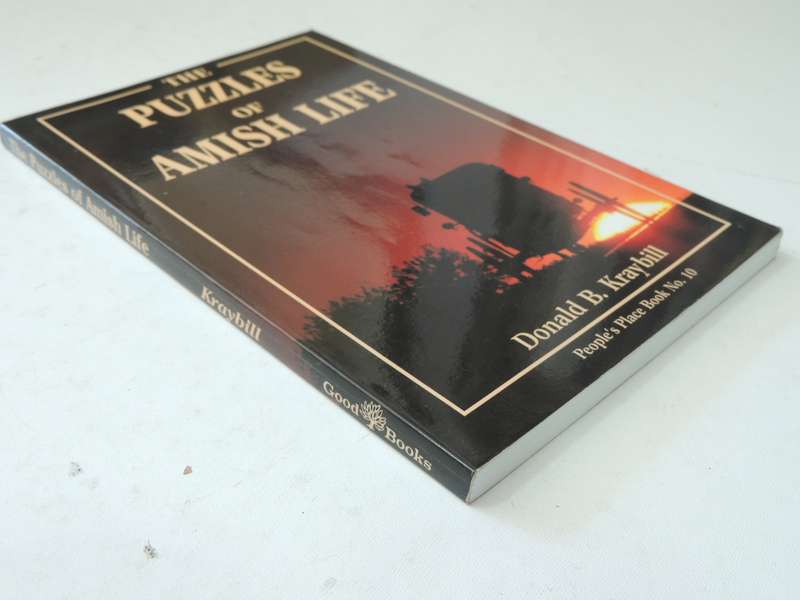 THE
PUZZLES
OF
AMISH LIFE
Donald B. Kraybill
People's Place Book No. 10
The Puzzles of Amish Life
Kraybill
Good Books